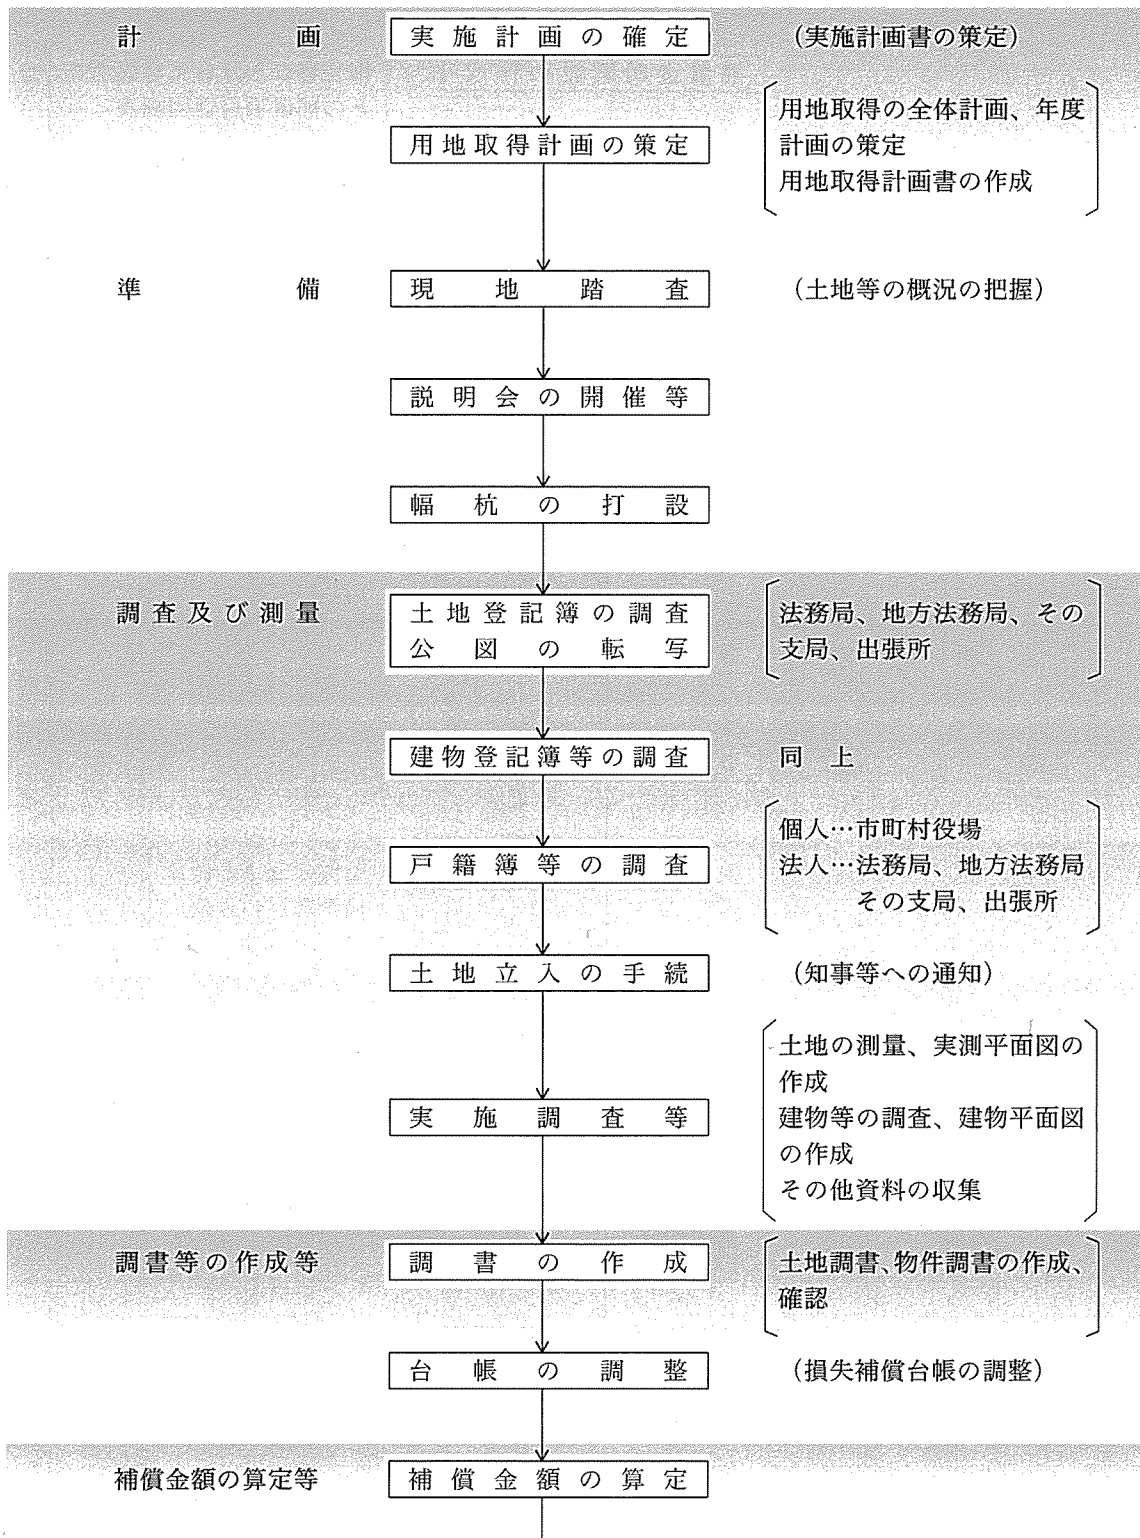 計画 実施計画の確定 (実施計画書の策定)
用地取得計画の策定
用地取得の全体計画、年度
計画の策定
用地取得計画書の作成
準備 現地踏査 (土地等の概況の把握)
説明会の開催等
幅杭の打設
調査及び測量
土地登記簿の調査
公図の転写
法務局、地方法務局、その
支局、出張所
建物登記簿等の調査 同上
戸籍簿等の調査
個人…市町村役場
法人…法務局、地方法務局
その支局、出張所
土地立入の手続 (知事等への通知)
実施調査等
土地の測量、実測平面図の
作成
建物等の調査、建物平面図
の作成
その他資料の収集
調書等の作成等 調書の作成
土地調書、物件調書の作成、
確認
台帳の調整 (損失補償台帳の調整)
補償金額の算定等 補償金額の算定